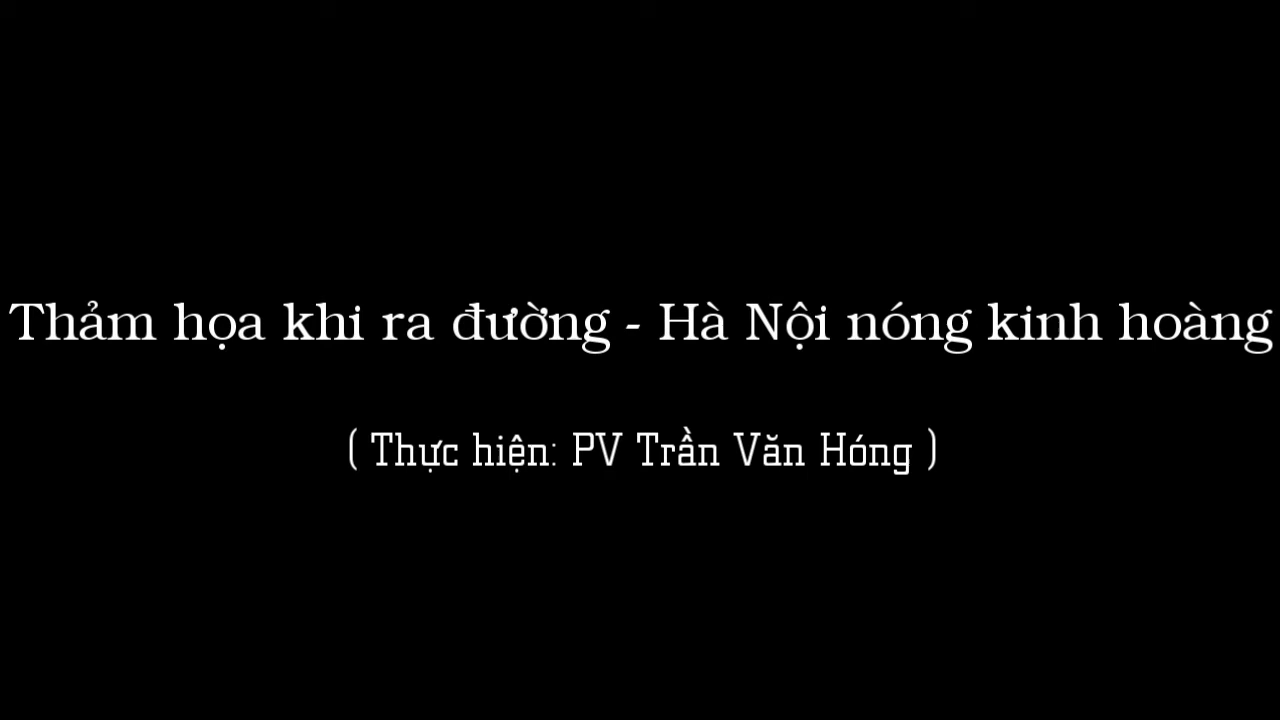 Thảm họa khi ra đường - Hà Nội nóng kinh hoàng
( Thực hiện: PV Trần Văn Hóng )